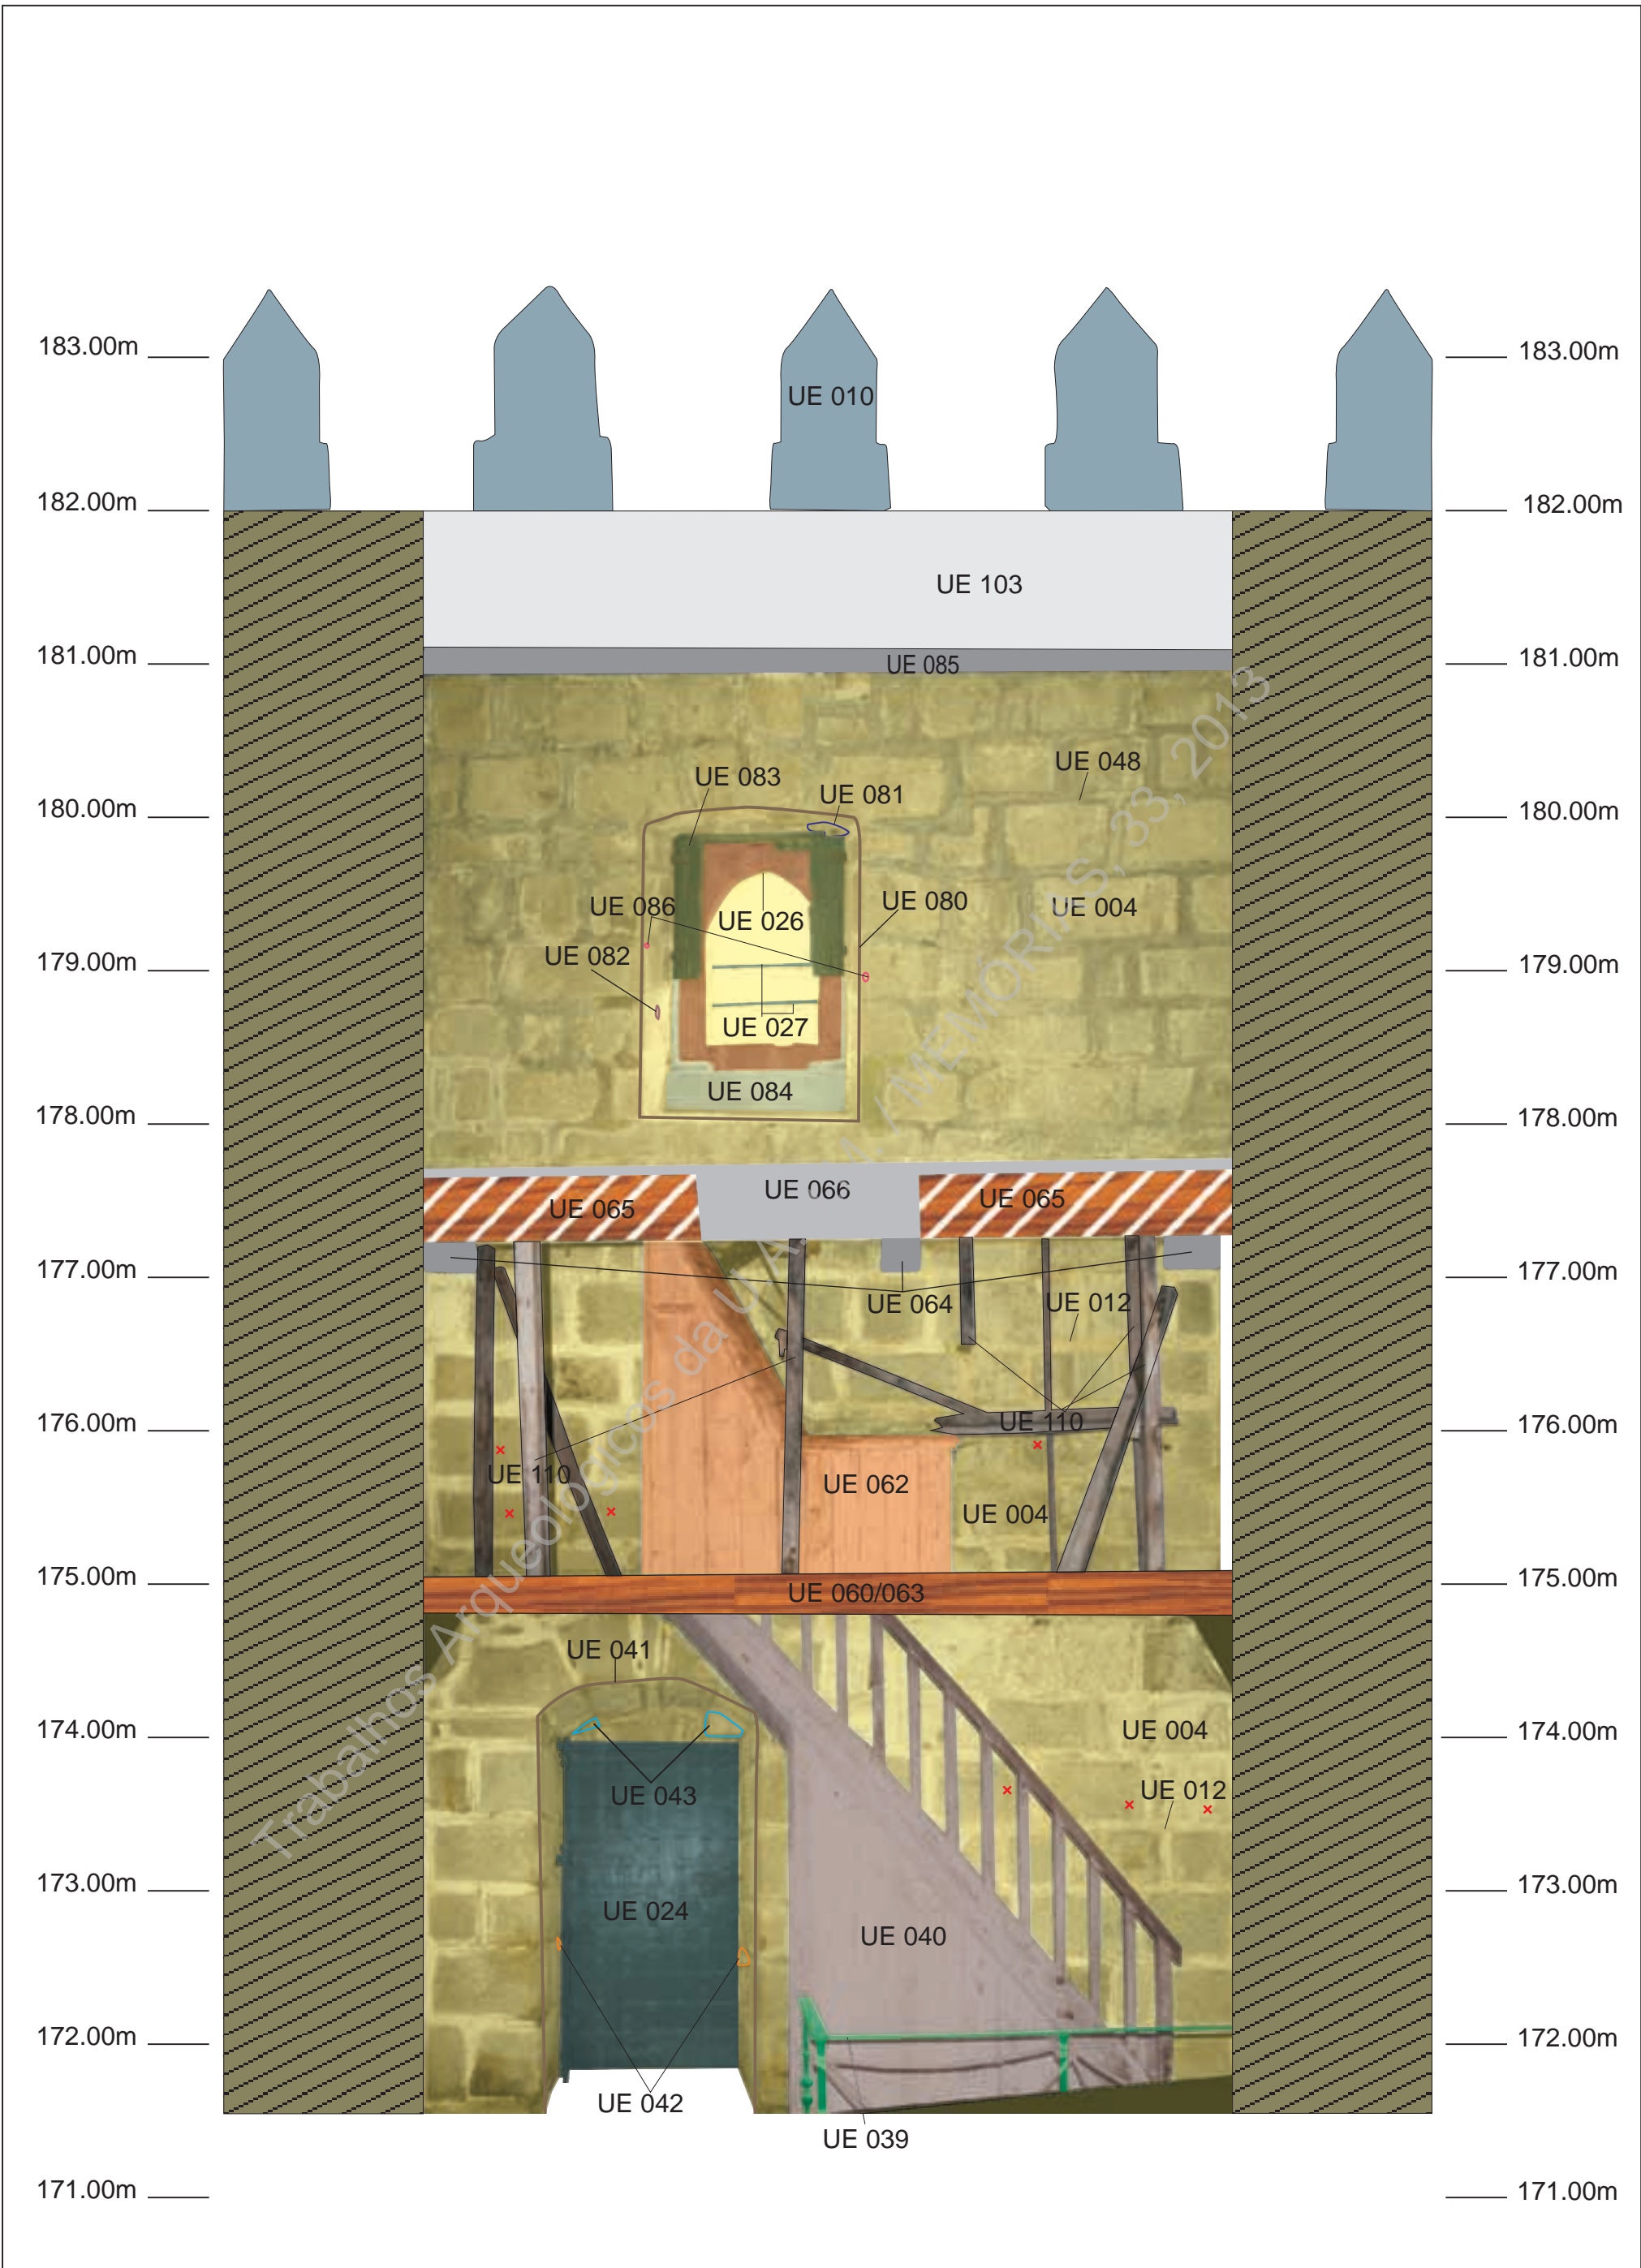 183.00m
183.00m
UE 010
182.00m
182.00m
UE 103
181.00m
UE 085
181.00m
UE 048
UE 083
UE 081
180.00m
180.00m
UE 086
UE 026
UE 080
UE 004
UE 082
179.00m
179.00m
UE 027
UE 084
178.00m
178.00m
UE 066
UE 065
UE 065
177.00m
177.00m
UE 064
UE 012
176.00m
176.00m
UE 110
UE 110
UE 062
UE 004
175.00m
175.00m
UE 060/063
UE 041
174.00m
174.00m
UE 004
UE 043
UE 012
173.00m
173.00m
UE 024
UE 040
172.00m
172.00m
UE 042
UE 039
171.00m
171.00m
Trabalhos Arqueológicos da U.A. / MEMÓRIAS, 33, 2013